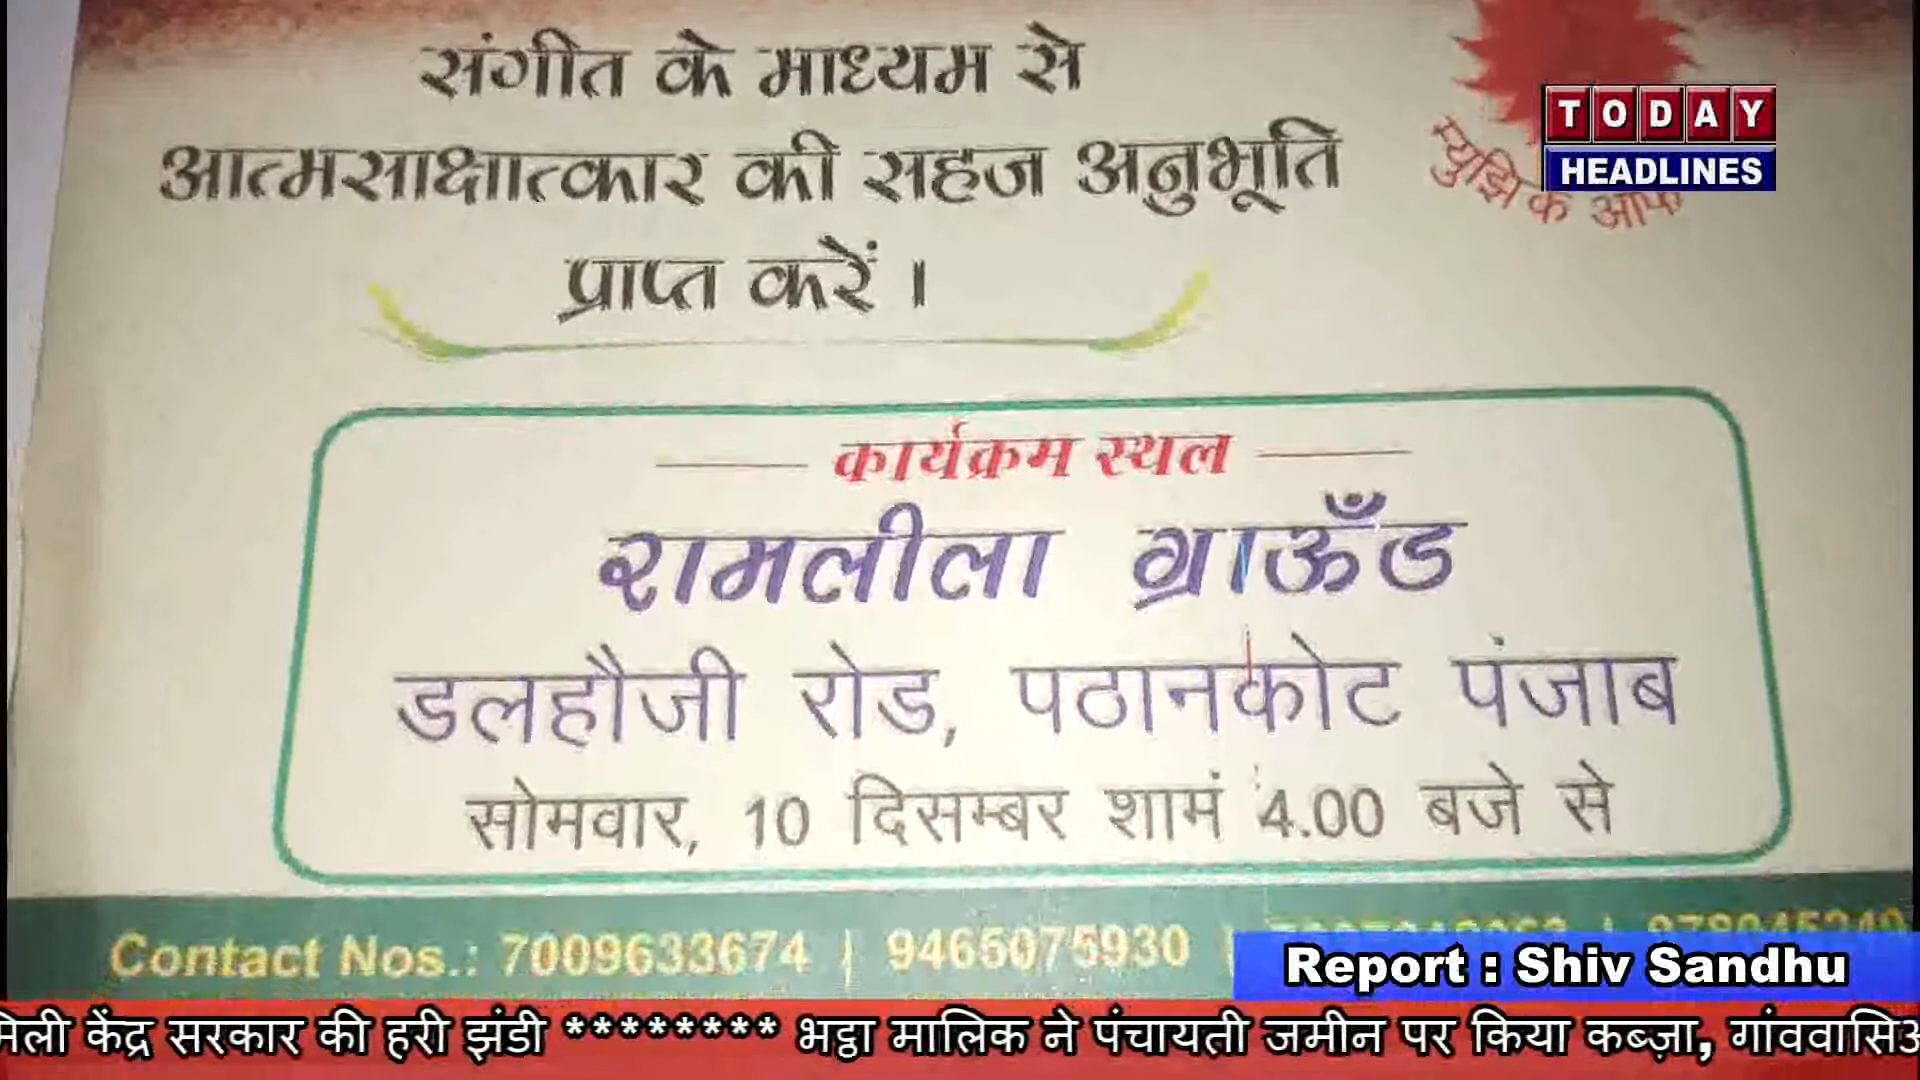 संगीत के माध्यम से
आत्मसाक्षात्कार की सहज अनुभूति
प्राप्त करें ।
TODAY
HEADLINES
म्युझिक ऑफ
कार्यक्रम स्थल
रामलीला ग्राऊँड
डलहौजी रोड, पठानकोट पंजाब
सोमवार, 10 दिसम्बर शामं 4.00 बजे से
Contact Nos.: 7009633674 | 9465075930 |
Report : Shiv Sandhu
मिली केंद्र सरकार की हरी झंडी ******** भट्ठा मालिक ने पंचायती जमीन पर किया कब्ज़ा,